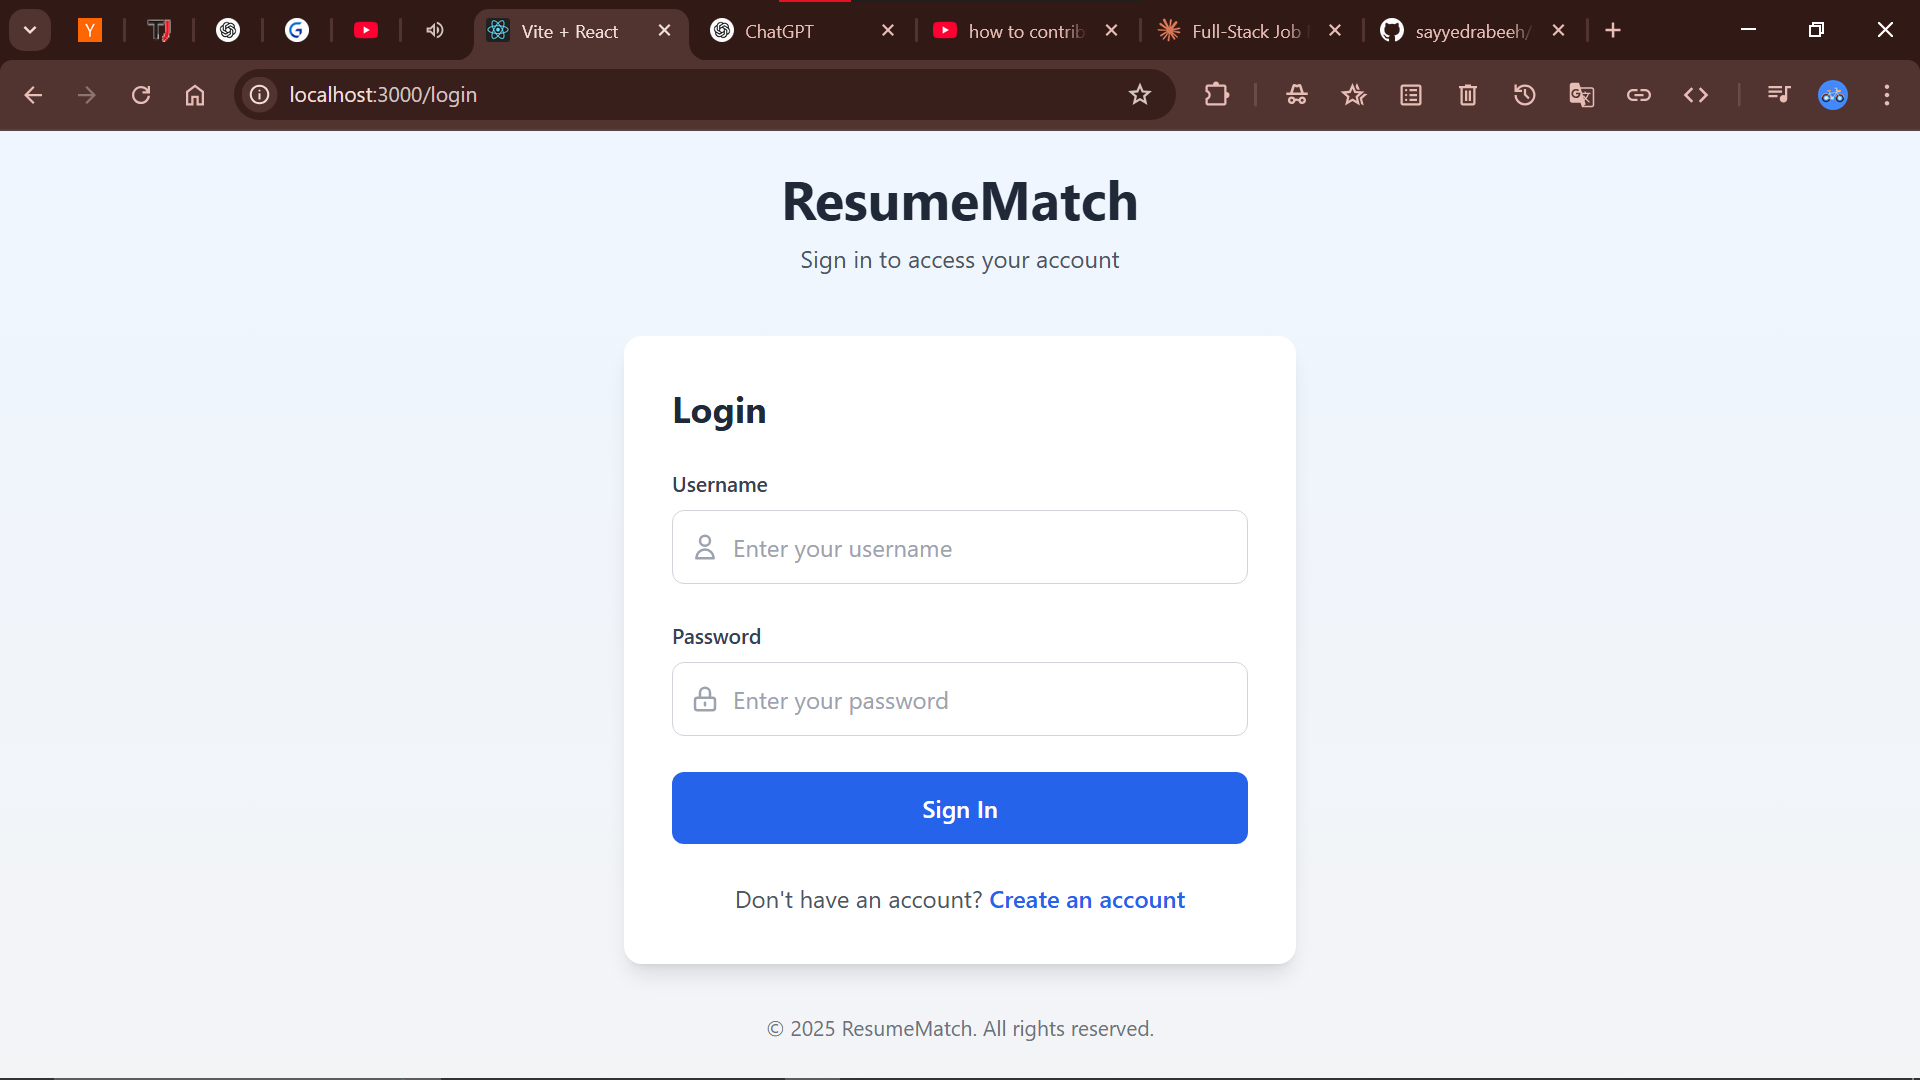 Y
Vite + React
ChatGPT
how to contrib
Full-Stack Job
sayyedrabeeh/
localhost:3000/login
ResumeMatch
Sign in to access your account
Login
Username
Enter your username
Password
Enter your password
Sign In
Don't have an account? Create an account
© 2025 ResumeMatch. All rights reserved.